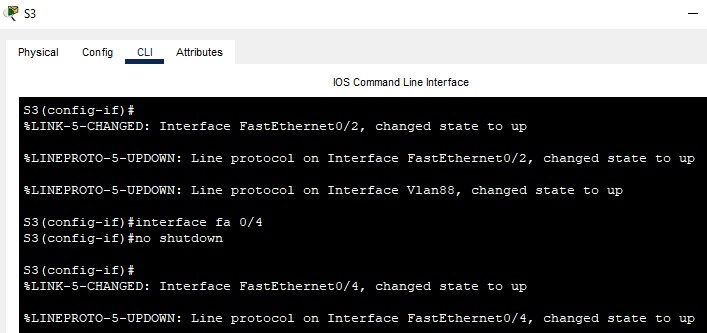 S3
Physical Config CLI Attributes
IOS Command Line Interface
S3(config-if)#
%LINK-5-CHANGED: Interface FastEthernet0/2, changed state to up
%LINEPROTO-5-UPDOWN: Line protocol on Interface FastEthernet0/2, changed state to up
%LINEPROTO-5-UPDOWN: Line protocol on Interface Vlan88, changed state to up
S3(config-if)#interface fa 0/4
S3(config-if)#no shutdown
S3(config-if)#
%LINK-5-CHANGED: Interface FastEthernet0/4, changed state to up
%LINEPROTO-5-UPDOWN: Line protocol on Interface FastEthernet0/4, changed state to up